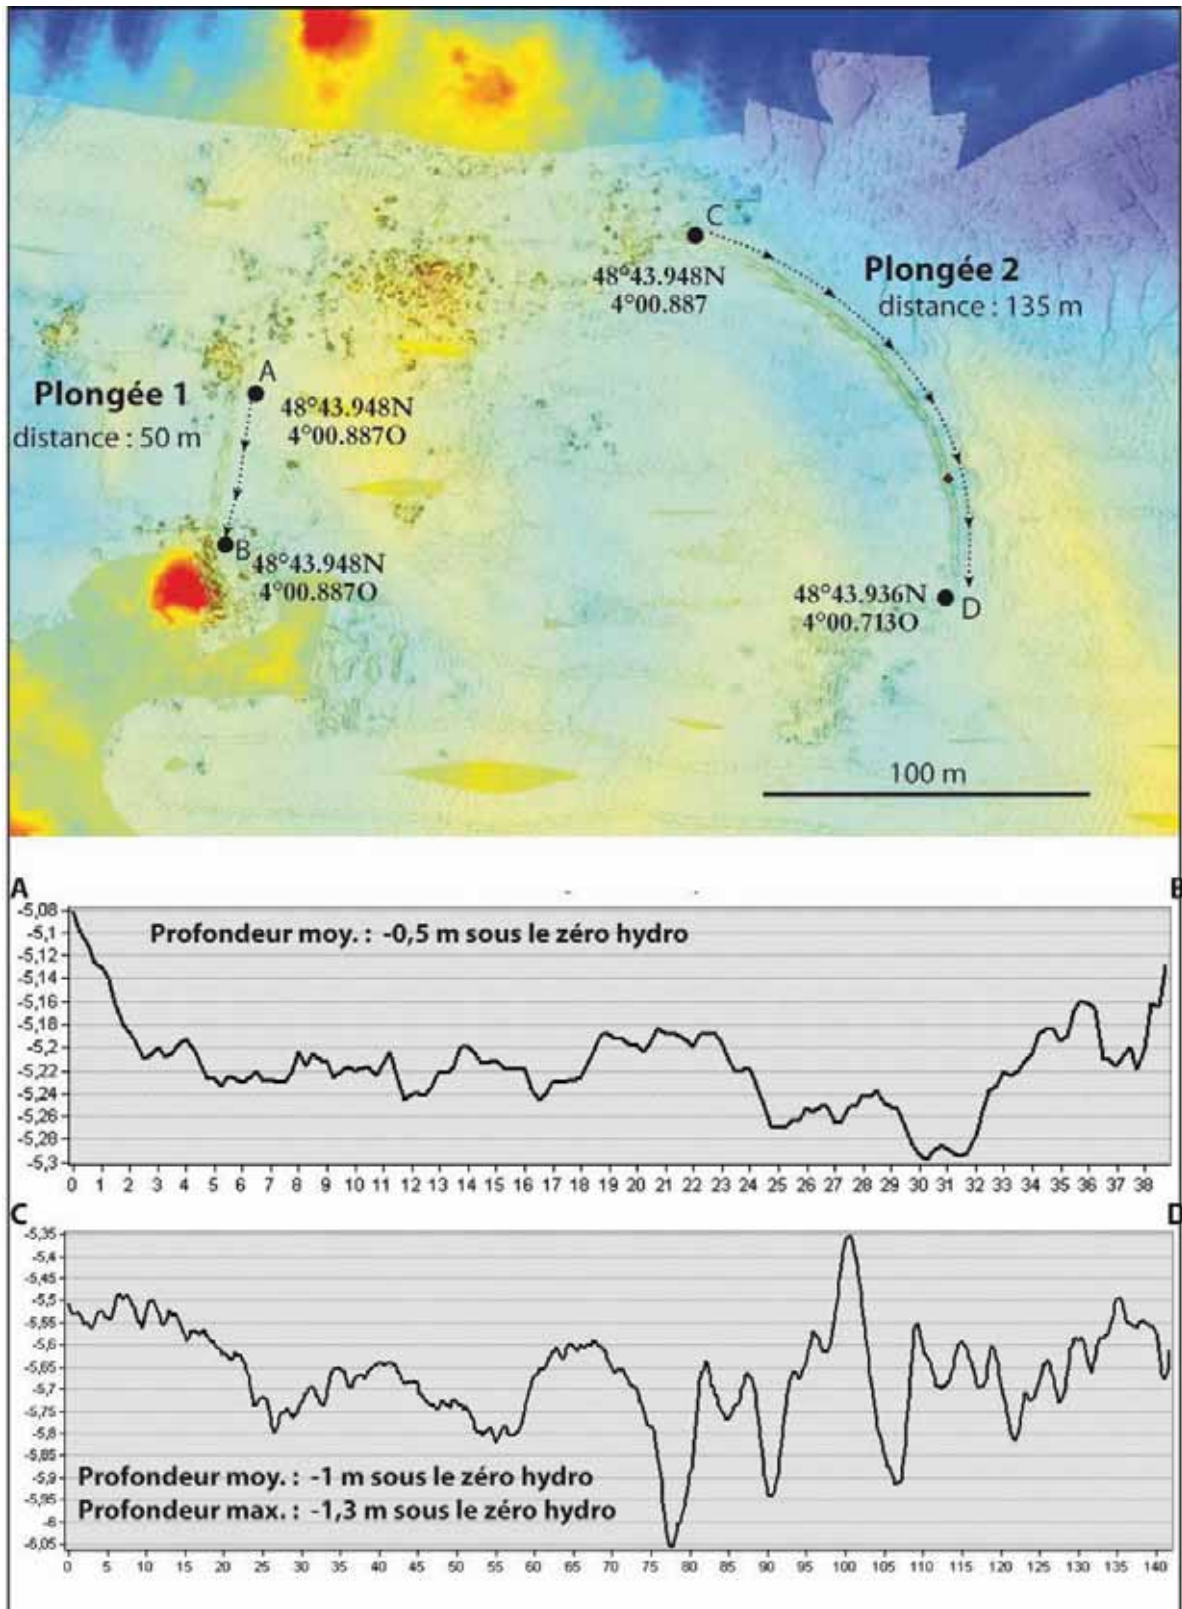 C
48°43.948N
4°00.887
Plongée 2
distance : 135 m
A
Plongée 1
distance : 50 m
48°43.948N
4°00.887O
B
48°43.948N
4°00.887O
48°43.936N
4°00.713O
D
100 m
A
B
Profondeur moy. : -0,5 m sous le zéro hydro
-5,08
-5,1
-5,12
-5,14
-5,16
-5,18
-5,2
-5,22
-5,24
-5,26
-5,28
-5,3
0 1 2 3 4 5 6 7 8 9 10 11 12 13 14 15 16 17 18 19 20 21 22 23 24 25 26 27 28 29 30 31 32 33 34 35 36 37 38
C
D
-5,35
-5,4
-5,45
-5,5
-5,55
-5,6
-5,65
-5,7
-5,75
-5,8
-5,85
-5,9
-5,95
-6
-6,05
Profondeur moy. : -1 m sous le zéro hydro
Profondeur max. : -1,3 m sous le zéro hydro
0 5 10 15 20 25 30 35 40 45 50 55 60 65 70 75 80 85 90 95 100 105 110 115 120 125 130 135 140